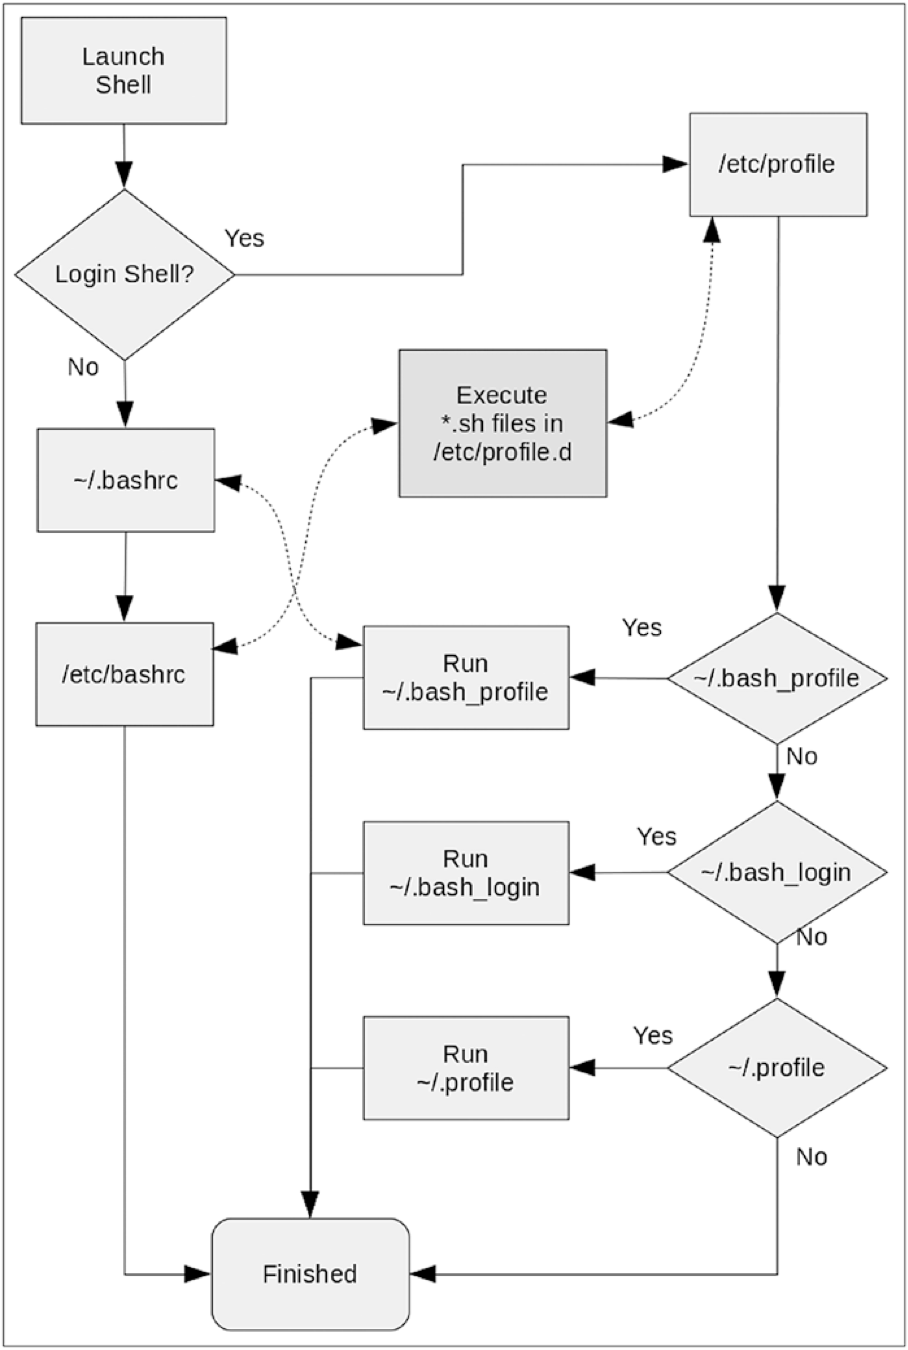 Launch
Shell
/etc/profile
Yes
Login Shell?
No
Execute
*.sh files in
/etc/profile.d
~/.bashrc
Yes
Run
~/.bash_profile
~/.bash_profile
/etc/bashrc
No
Yes
Run
~/.bash_login
~/.bash_login
No
Yes
Run
~/.profile
~/.profile
No
Finished